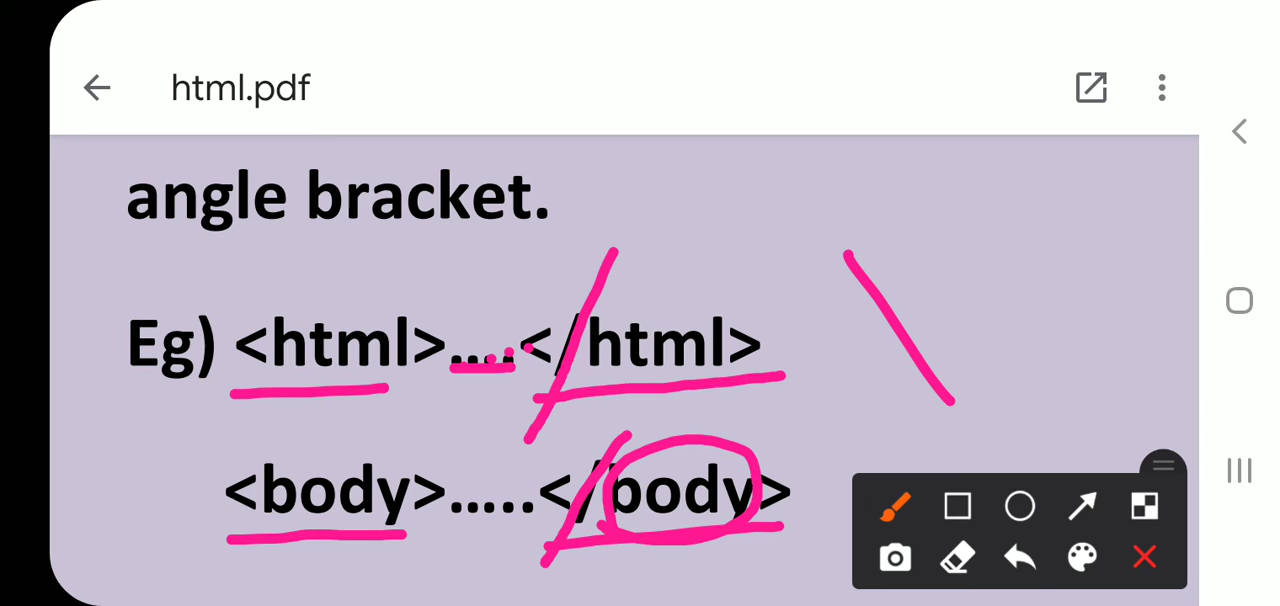 html.pdf
angle bracket.
Eg) <html>....</html>
<body>.....</body>